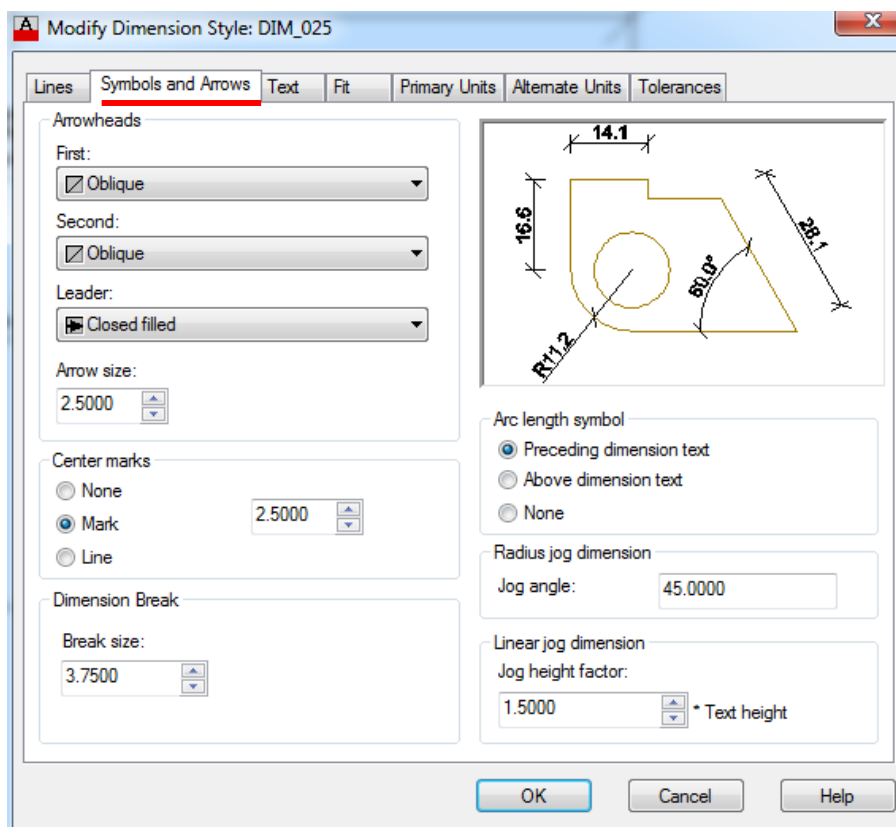 Modify Dimension Style: DIM_025
Lines Symbols and Arrows Text Fit Primary Units Alternate Units Tolerances
Arrowheads
First:
Oblique
Second:
Oblique
Leader:
Closed filled
Arrow size:
2.5000
Center marks
None
Mark
2.5000
Line
Dimension Break
Break size:
3.7500
14.1
16.6
28.1
60.0°
R11.2
Arc length symbol
Preceding dimension text
Above dimension text
None
Radius jog dimension
Jog angle: 45.0000
Linear jog dimension
Jog height factor:
1.5000 * Text height
OK Cancel Help